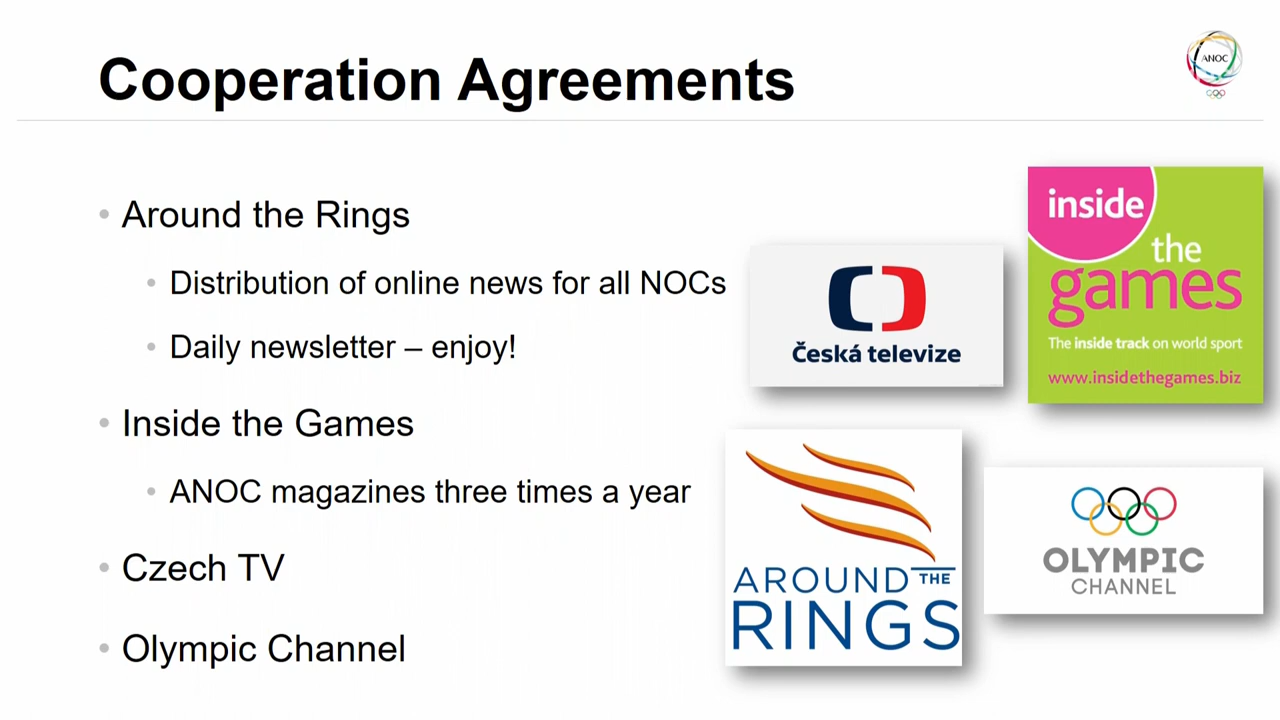 Cooperation Agreements
ANOC
• Around the Rings
• Distribution of online news for all NOCs
• Daily newsletter – enjoy!
• Inside the Games
• ANOC magazines three times a year
• Czech TV
• Olympic Channel
Česká televize
inside
the
games
The inside track on world sport
www.insidethegames.biz
AROUND THE
RINGS
OLYMPIC
CHANNEL